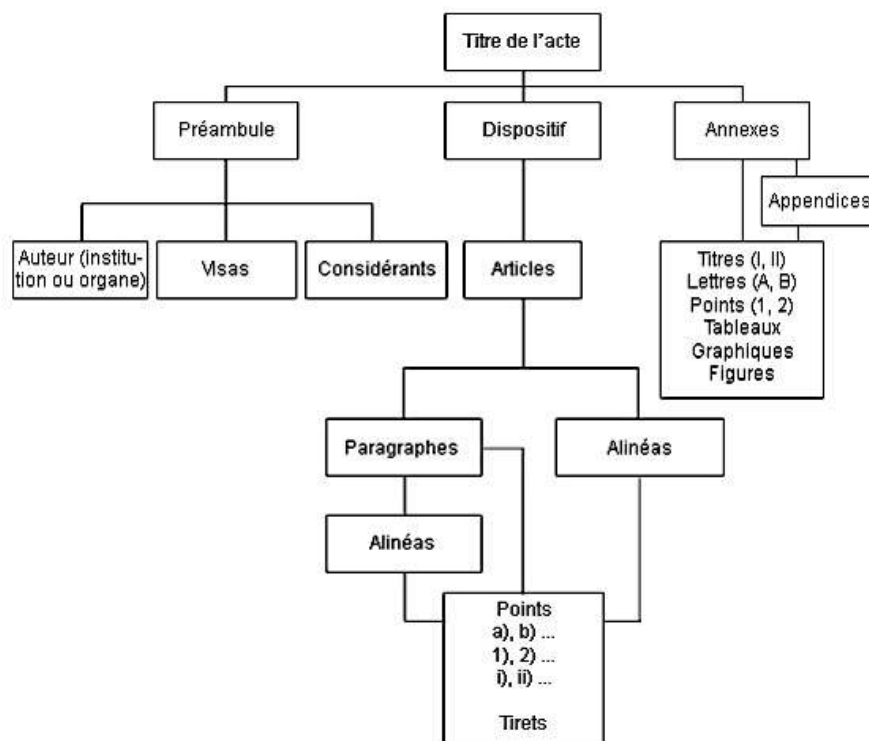 Titre de l'acte
Préambule
Dispositif
Annexes
Appendices
Auteur (institu-
tion ou organe)
Visas
Considérants
Articles
Titres (I, II)
Lettres (A, B)
Points (1, 2)
Tableaux
Graphiques
Figures
Paragraphes
Alinéas
Alinéas
Points
a), b) ...
1), 2) ...
i), ii) ...
Tirets